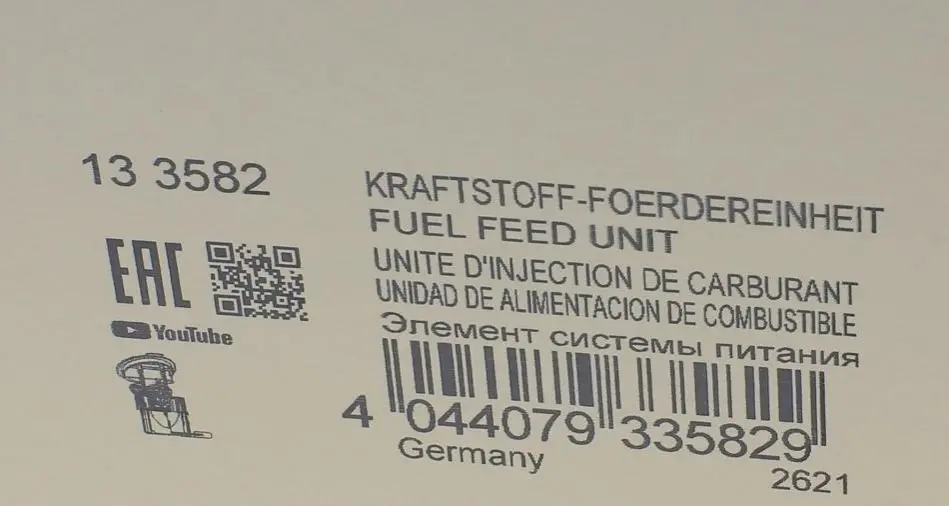 13 3582
KRAFTSTOFF-FOERDEREINHEIT
FUEL FEED UNIT
UNITE D'INJECTION DE CARBURANT
UNIDAD DE ALIMENTACION DE COMBUSTIBLE
Элемент системы питания
EAC
YouTube
4 044079 335829
Germany
2621